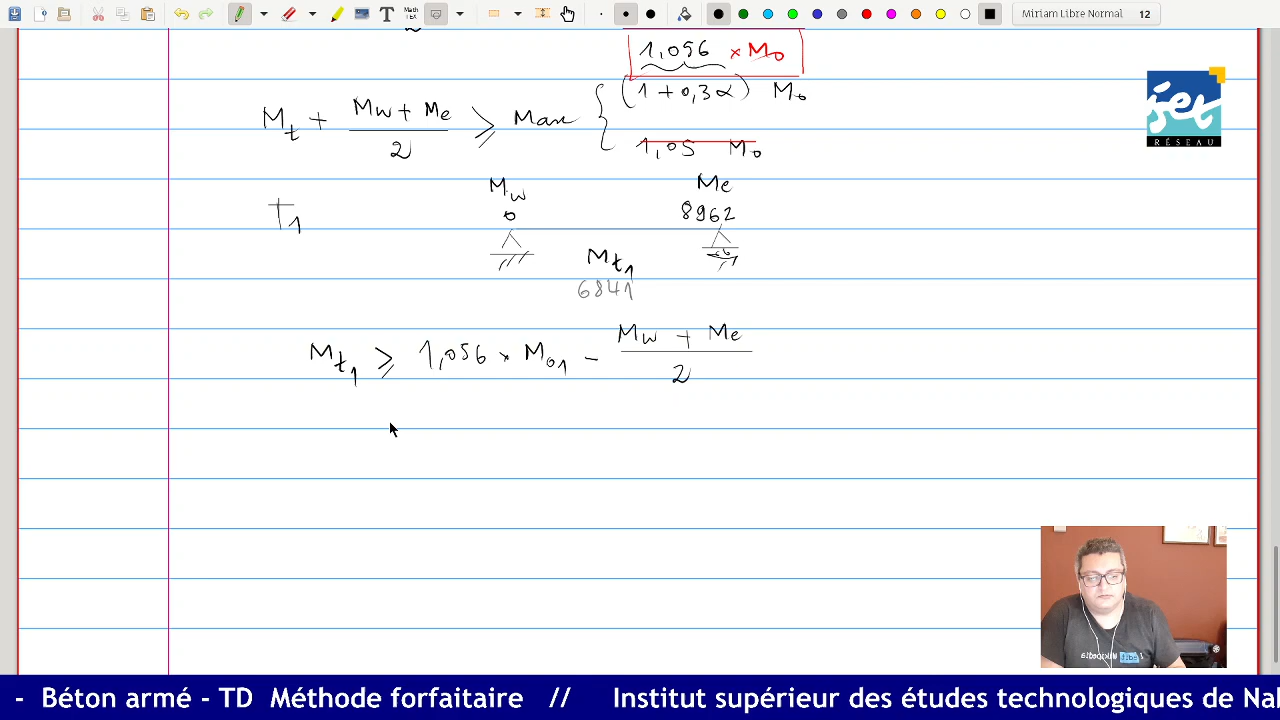 Miriam Libre Normal 12
1,056 × M0
(1 + 0,3 α) M0
Mt + (Mw + Me) / 2 ⩾ Max {
1,05 M0
Mw Me
T1 0 8962
Mt1
6841
Mt1 ⩾ 1,056 × M01 - (Mw + Me) / 2
iset
RÉSEAU
- Béton armé - TD Méthode forfaitaire // Institut supérieur des études technologiques de Na